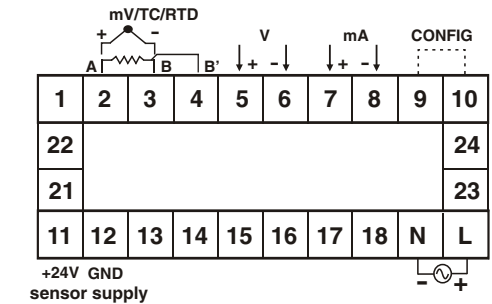 mV/TC/RTD
+ -
V mA CONFIG
A B B' + - + -
1 2 3 4 5 6 7 8 9 10
22 24
21 23
11 12 13 14 15 16 17 18 N L
+24V GND - +
sensor supply